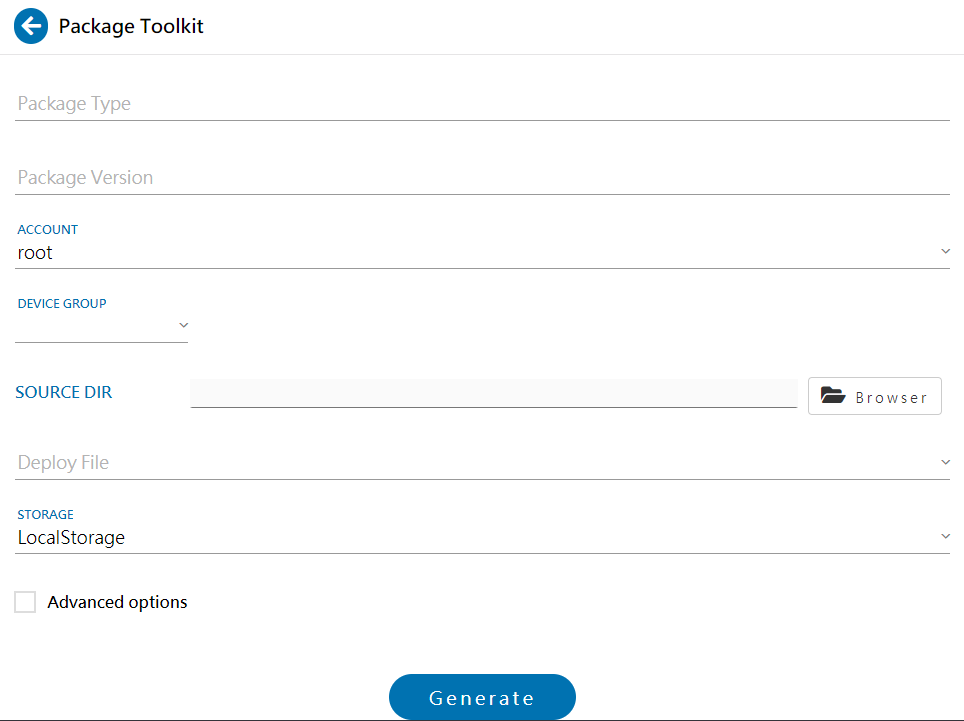 Package Toolkit
Package Type
Package Version
ACCOUNT
root
DEVICE GROUP
SOURCE DIR
Browser
Deploy File
STORAGE
LocalStorage
Advanced options
Generate